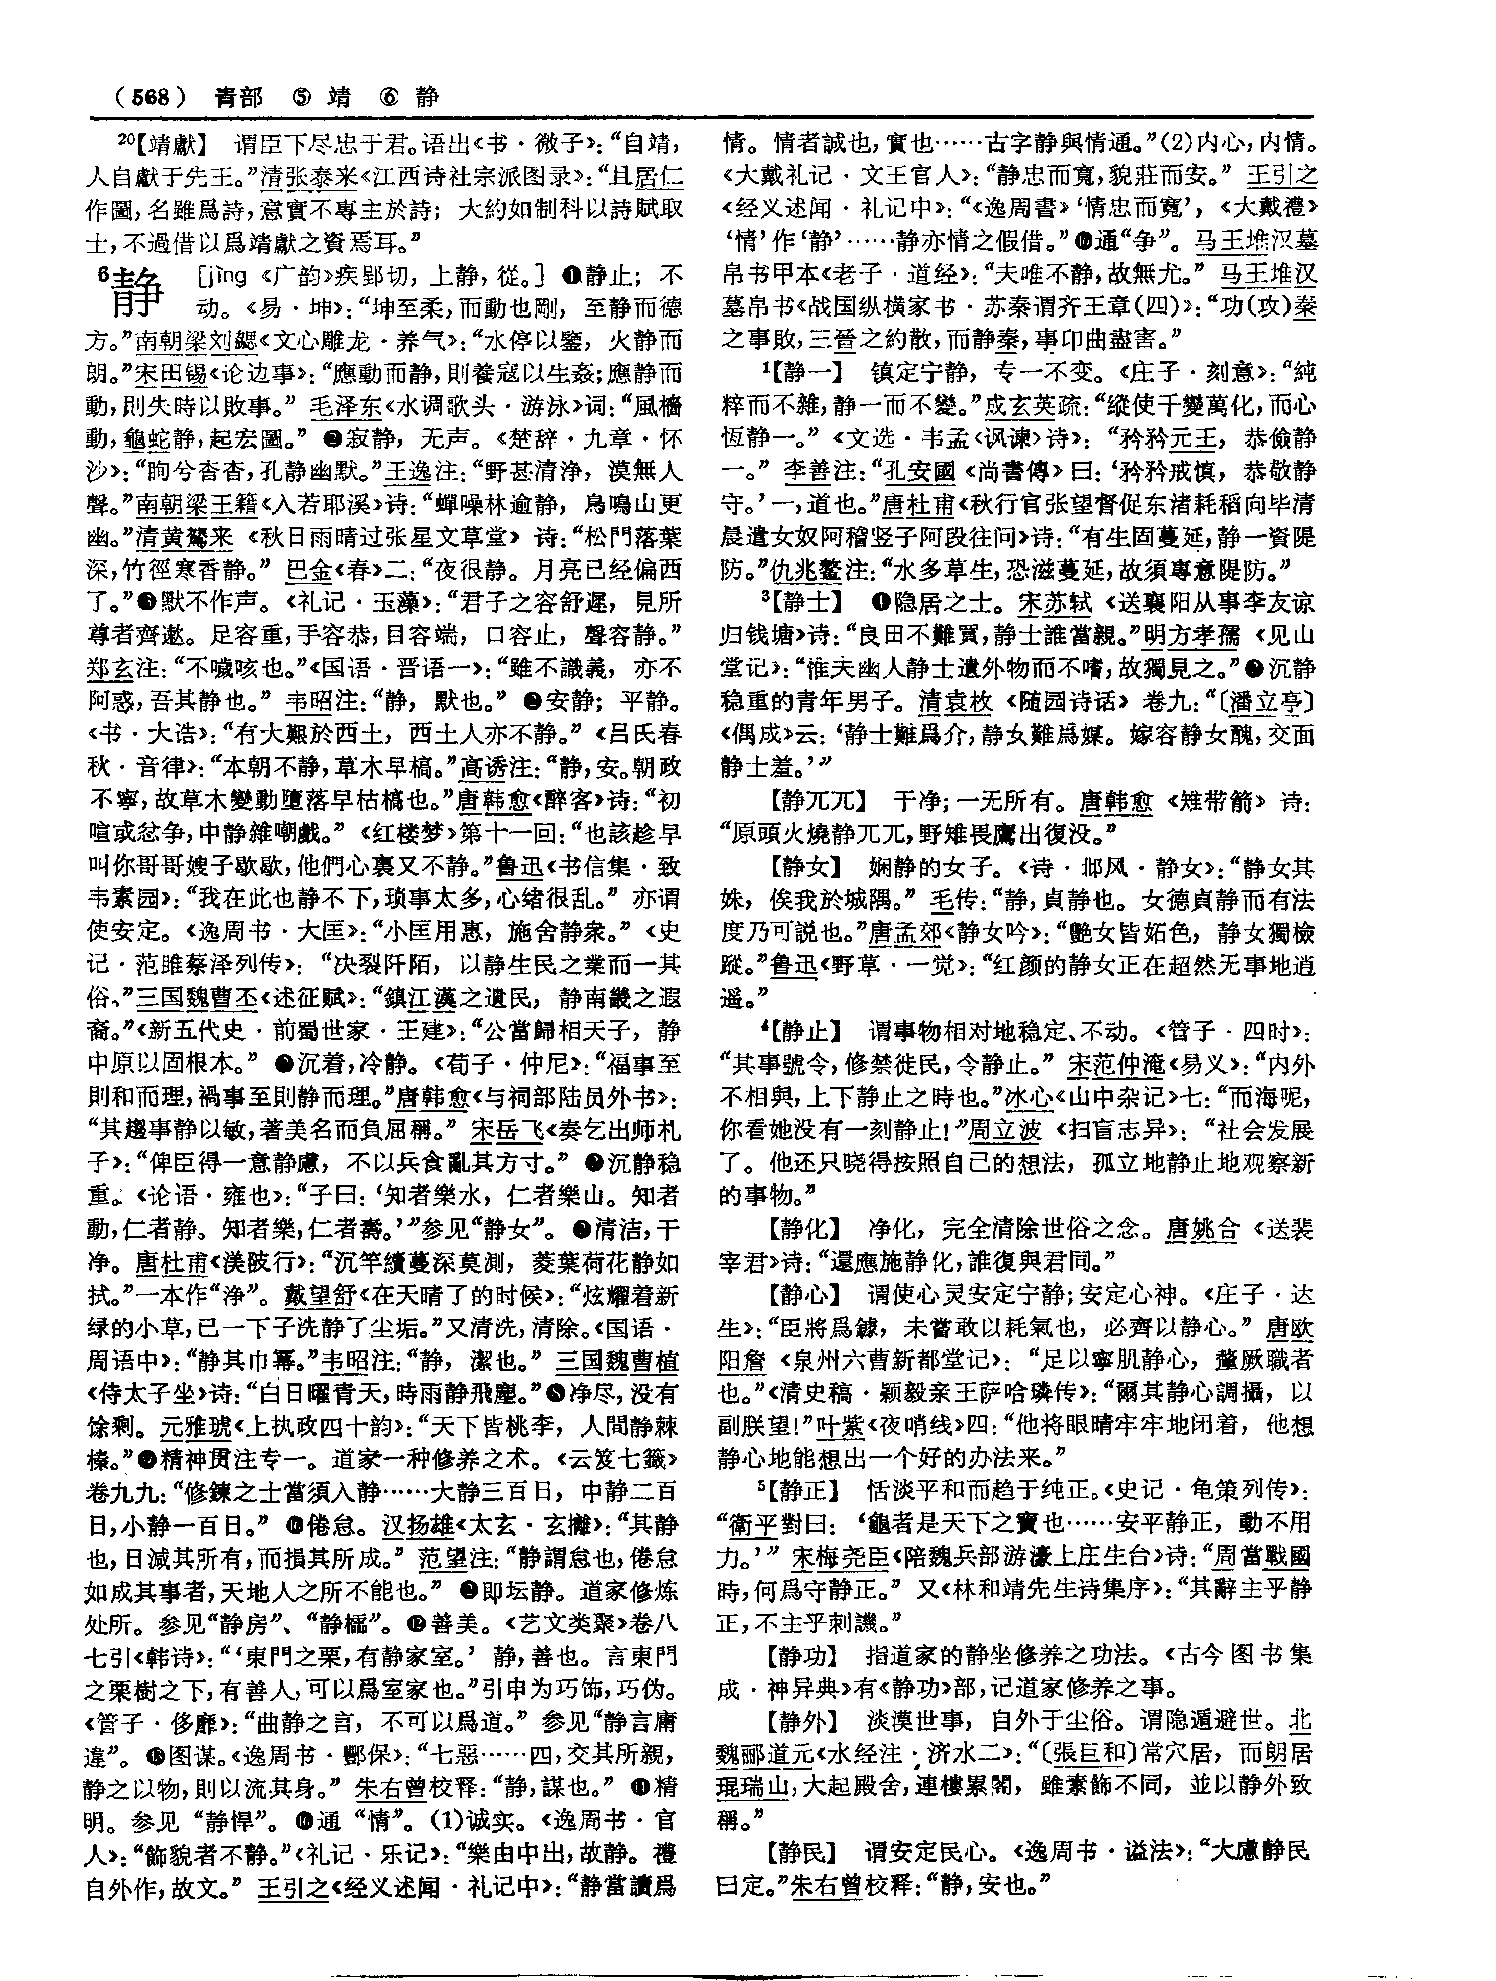 （568） 青部 ⑤ 靖 ⑥ 静
20【靖獻】 谓臣下尽忠于君。语出《书·微子》：“自靖，
人自獻于先王。”清张泰来《江西诗社宗派图录》：“且居仁
作圖，名雖爲詩，意實不專主於詩；大約如制科以詩賦取
士，不過借以爲靖獻之資焉耳。”
6静 ［jìng 《广韵》疾郢切，上静，從。］ ❶静止；不
动。《易·坤》：“坤至柔，而動也剛，至静而德
方。”南朝梁刘勰《文心雕龙·养气》：“水停以鑒，火静而
朗。”宋田锡《论边事》：“應動而静，則養寇以生姦；應静而
動，則失時以敗事。”毛泽东《水调歌头·游泳》词：“風檣
動，龜蛇静，起宏圖。” ❷寂静，无声。《楚辞·九章·怀
沙》：“眴兮杳杳，孔静幽默。”王逸注：“野甚清浄，漠無人
聲。”南朝梁王籍《入若耶溪》诗：“蟬噪林逾静，鳥鳴山更
幽。”清黄鷟来《秋日雨晴过张星文草堂》诗：“松門落葉
深，竹徑寒香静。”巴金《春》二：“夜很静。月亮已经偏西
了。”❸默不作声。《礼记·玉藻》：“君子之容舒遲，見所
尊者齊遬。足容重，手容恭，目容端，口容止，聲容静。”
郑玄注：“不噦咳也。”《国语·晋语一》：“雖不識義，亦不
阿惑，吾其静也。”韦昭注：“静，默也。” ❹安静；平静。
《书·大诰》：“有大艱於西土，西土人亦不静。”《吕氏春
秋·音律》：“本朝不静，草木早槁。”高诱注：“静，安。朝政
不寧，故草木變動墮落早枯槁也。”唐韩愈《醉客》诗：“初
喧或忿争，中静雜嘲戲。”《红楼梦》第十一回：“也該趁早
叫你哥哥嫂子歇歇，他們心裏又不静。”鲁迅《书信集·致
韦素园》：“我在此也静不下，琐事太多，心绪很乱。”亦谓
使安定。《逸周书·大匡》：“小匡用惠，施舍静衆。”《史
记·范雎蔡泽列传》：“决裂阡陌，以静生民之業而一其
俗。”三国魏曹丕《述征赋》：“鎮江漢之遺民，静南畿之遐
裔。”《新五代史·前蜀世家·王建》：“公當歸相天子，静
中原以固根本。” ❺沉着，冷静。《荀子·仲尼》：“福事至
則和而理，禍事至則静而理。”唐韩愈《与祠部陆员外书》：
“其趨事静以敏，著美名而負屈稱。”宋岳飞《奏乞出师札
子》：“俾臣得一意静慮，不以兵食亂其方寸。” ❻沉静稳
重。《论语·雍也》：“子曰：‘知者樂水，仁者樂山。知者
動，仁者静。知者樂，仁者壽。’”参见“静女”。 ❼清洁，干
净。唐杜甫《渼陂行》：“沉竿續蔓深莫測，菱葉荷花静如
拭。”一本作“净”。戴望舒《在天晴了的时候》：“炫耀着新
绿的小草，已一下子洗静了尘垢。”又清洗，清除。《国语·
周语中》：“静其巾冪。”韦昭注：“静，潔也。”三国魏曹植
《侍太子坐》诗：“白日曜青天，時雨静飛塵。”❽净尽，没有
馀剩。元雅琥《上执政四十韵》：“天下皆桃李，人間静棘
榛。”❾精神贯注专一。道家一种修养之术。《云笈七籤》
卷九九：“修鍊之士當須入静……大静三百日，中静二百
日，小静一百日。” ❿倦怠。汉扬雄《太玄·玄攡》：“其静
也，日減其所有，而損其所成。”范望注：“静謂怠也，倦怠
如成其事者，天地人之所不能也。” ⓫即坛静。道家修炼
处所。参见“静房”、“静櫺”。 ⓬善美。《艺文类聚》卷八
七引《韩诗》：“‘東門之栗，有静家室。’静，善也。言東門
之栗樹之下，有善人，可以爲室家也。”引申为巧饰，巧伪。
《管子·侈靡》：“曲静之言，不可以爲道。”参见“静言庸
違”。 ⓭图谋。《逸周书·酆保》：“七惡……四，交其所親，
静之以物，則以流其身。”朱右曾校释：“静，謀也。” ⓮精
明。参见“静悍”。 ⓯通“情”。（1）诚实。《逸周书·官
人》：“飾貌者不静。”《礼记·乐记》：“樂由中出，故静。禮
自外作，故文。”王引之《经义述闻·礼记中》：“静當讀爲
情。情者誠也，實也……古字静與情通。”（2）内心，内情。
《大戴礼记·文王官人》：“静忠而寬，貌莊而安。”王引之
《经义述闻·礼记中》：“《逸周書》‘情忠而寬’，《大戴禮》
‘情’作‘静’……静亦情之假借。”⓰通“争”。马王堆汉墓
帛书甲本《老子·道经》：“夫唯不静，故無尤。”马王堆汉
墓帛书《战国纵横家书·苏秦谓齐王章（四）》：“功（攻）秦
之事敗，三晉之約散，而静秦，事卬曲盡害。”
1【静一】 镇定宁静，专一不变。《庄子·刻意》：“純
粹而不雜，静一而不變。”成玄英疏：“縱使千變萬化，而心
恆静一。”《文选·韦孟〈讽谏〉诗》：“矜矜元王，恭儉静
一。”李善注：“孔安國《尚書傳》曰：‘矜矜戒慎，恭敬静
守。’一，道也。”唐杜甫《秋行官张望督促东渚耗稻向毕清
晨遣女奴阿稽竖子阿段往问》诗：“有生固蔓延，静一資隄
防。”仇兆鳌注：“水多草生，恐滋蔓延，故須專意隄防。”
3【静士】 ❶隐居之士。宋苏轼《送襄阳从事李友谅
归钱塘》诗：“良田不難買，静士誰當親。”明方孝孺《见山
堂记》：“惟夫幽人静士遺外物而不嗜，故獨見之。”❷沉静
稳重的青年男子。清袁枚《随园诗话》卷九：“〔潘立亭〕
《偶成》云：‘静士難爲介，静女難爲媒。嫁容静女醜，交面
静士羞。’”
【静兀兀】 干净；一无所有。唐韩愈《雉带箭》诗：
“原頭火燒静兀兀，野雉畏鷹出復没。”
【静女】 娴静的女子。《诗·邶风·静女》：“静女其
姝，俟我於城隅。”毛传：“静，貞静也。女德貞静而有法
度乃可説也。”唐孟郊《静女吟》：“艷女皆妬色，静女獨檢
蹤。”鲁迅《野草·一觉》：“红颜的静女正在超然无事地逍
遥。”
4【静止】 谓事物相对地稳定、不动。《管子·四时》：
“其事號令，修禁徙民，令静止。”宋范仲淹《易义》：“内外
不相與，上下静止之時也。”冰心《山中杂记》七：“而海呢，
你看她没有一刻静止！”周立波《扫盲志异》：“社会发展
了。他还只晓得按照自己的想法，孤立地静止地观察新
的事物。”
【静化】 净化，完全清除世俗之念。唐姚合《送裴
宰君》诗：“還應施静化，誰復與君同。”
【静心】 谓使心灵安定宁静；安定心神。《庄子·达
生》：“臣將爲鐻，未嘗敢以耗氣也，必齊以静心。”唐欧
阳詹《泉州六曹新都堂记》：“足以寧肌静心，釐厥職者
也。”《清史稿·颖毅亲王萨哈璘传》：“爾其静心調攝，以
副朕望！”叶紫《夜哨线》四：“他将眼睛牢牢地闭着，他想
静心地能想出一个好的办法来。”
5【静正】 恬淡平和而趋于纯正。《史记·龟策列传》：
“衛平對曰：‘龜者是天下之寶也……安平静正，動不用
力。’”宋梅尧臣《陪魏兵部游濠上庄生台》诗：“周當戰國
時，何爲守静正。”又《林和靖先生诗集序》：“其辭主乎静
正，不主乎刺譏。”
【静功】 指道家的静坐修养之功法。《古今图书集
成·神异典》有《静功》部，记道家修养之事。
【静外】 淡漠世事，自外于尘俗。谓隐遁避世。北
魏郦道元《水经注·济水二》：“〔張巨和〕常穴居，而朗居
琨瑞山，大起殿舍，連樓累閣，雖素飾不同，並以静外致
稱。”
【静民】 谓安定民心。《逸周书·谥法》：“大慮静民
曰定。”朱右曾校释：“静，安也。”